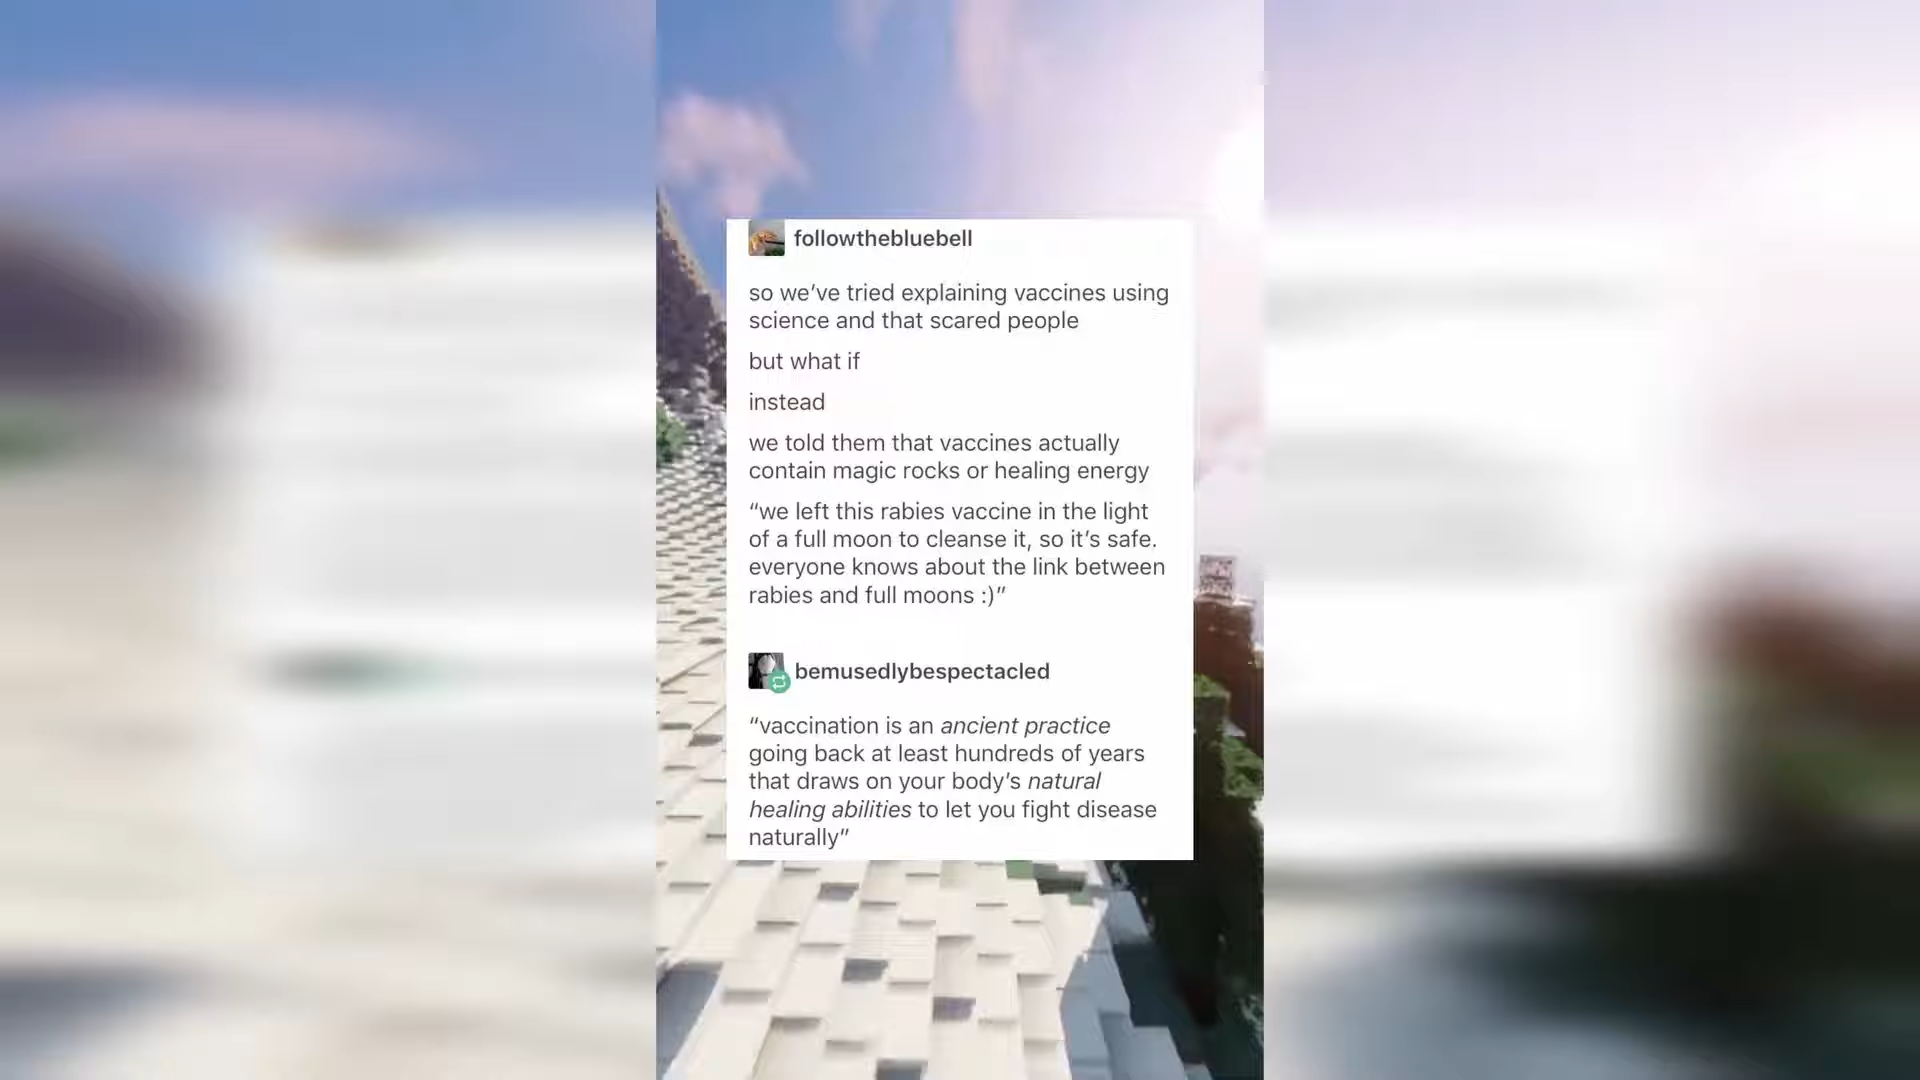 followthebluebell
so we’ve tried explaining vaccines using
science and that scared people
but what if
instead
we told them that vaccines actually
contain magic rocks or healing energy
“we left this rabies vaccine in the light
of a full moon to cleanse it, so it’s safe.
everyone knows about the link between
rabies and full moons :)”
bemusedlybespectacled
“vaccination is an ancient practice
going back at least hundreds of years
that draws on your body’s natural
healing abilities to let you fight disease
naturally”